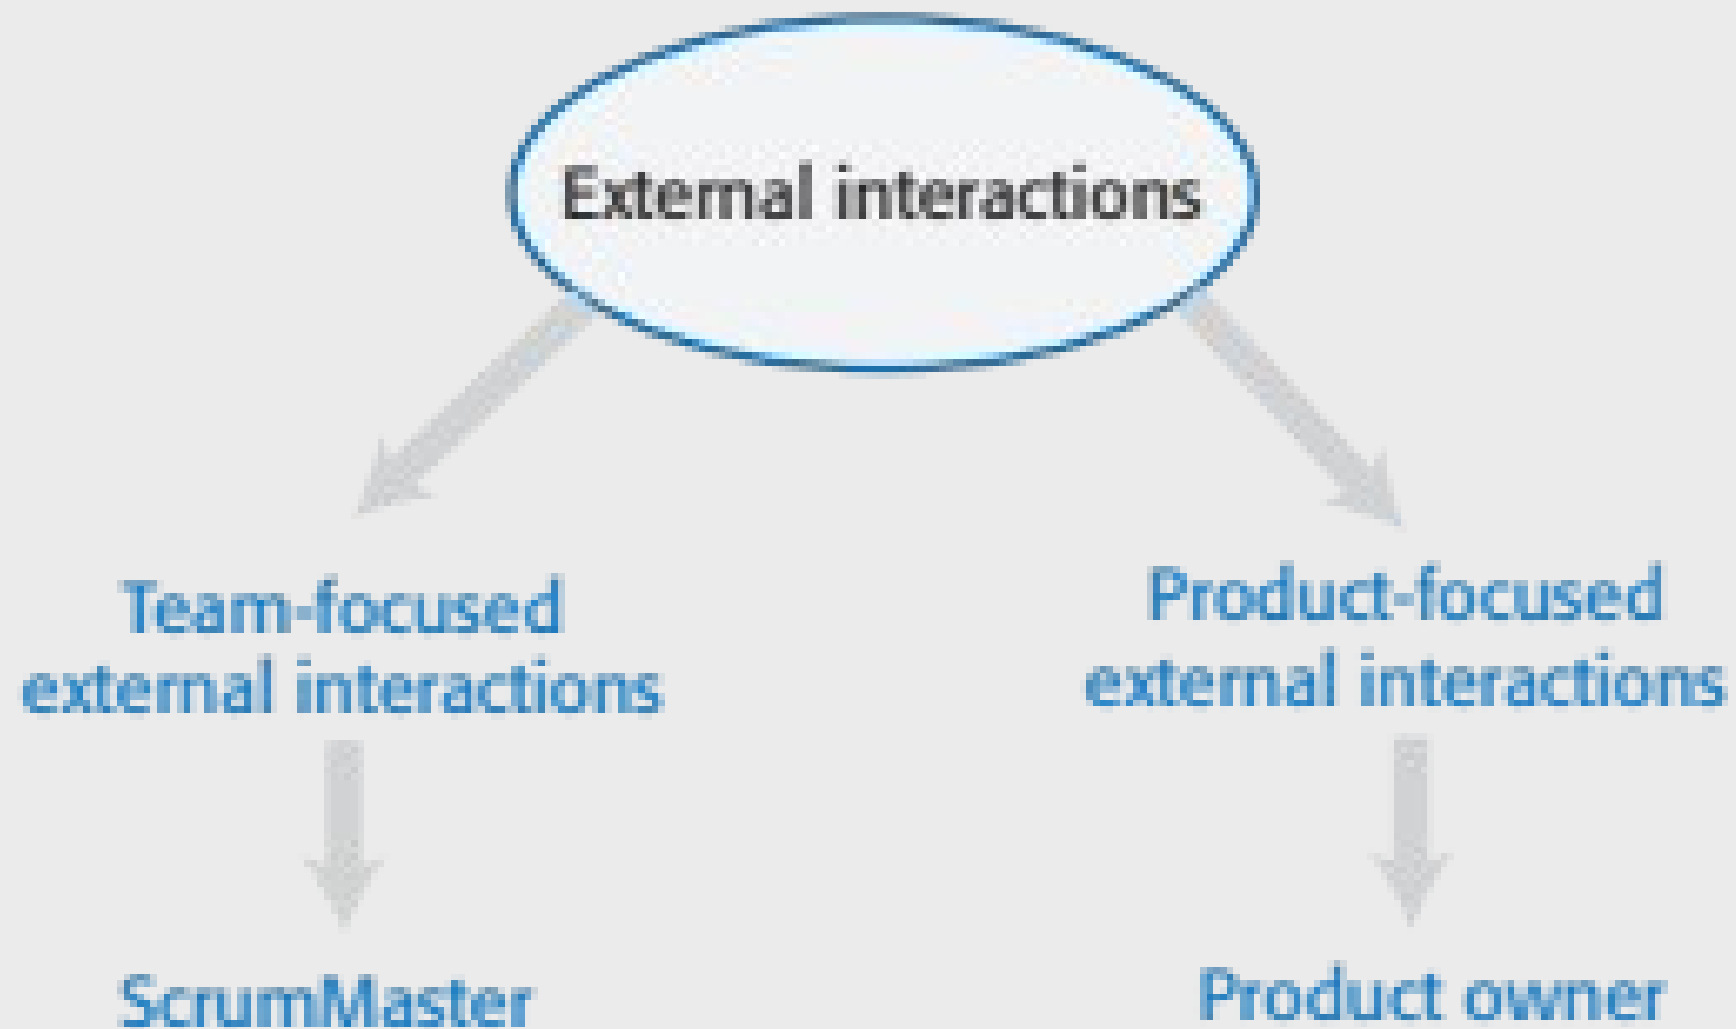 External interactions
Team-focused
external interactions
Product-focused
external interactions
ScrumMaster
Product owner